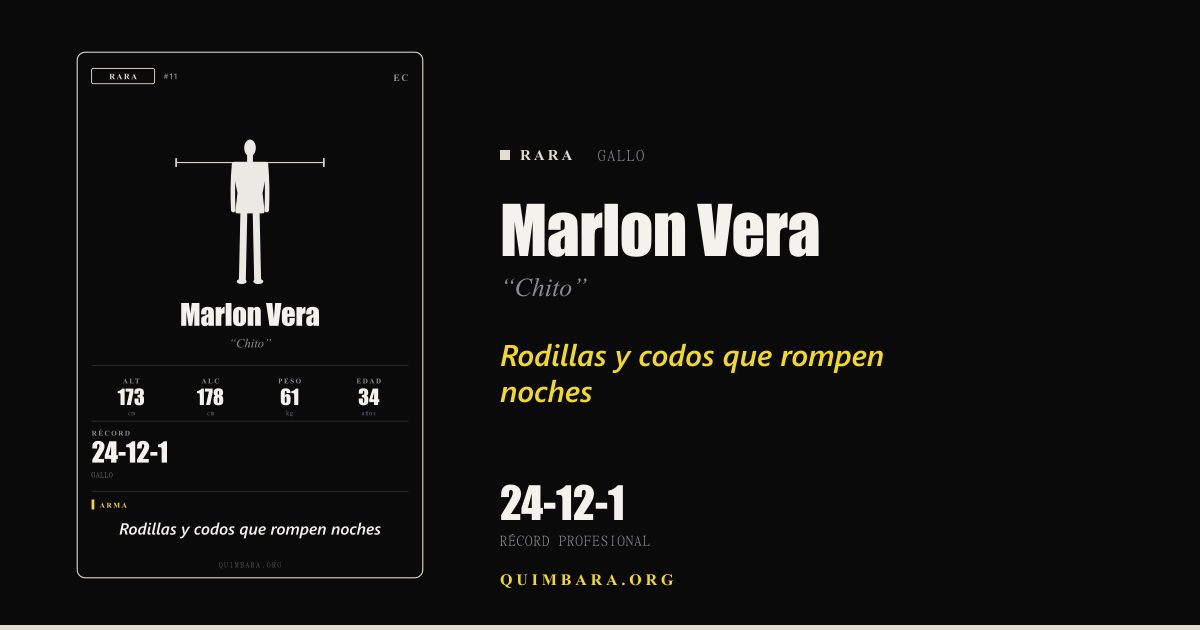 RARA #11 EC
Marlon Vera
“Chito”
ALT ALC PESO EDAD
173 178 61 34
cm cm kg años
RÉCORD
24-12-1
GALLO
ARMA
Rodillas y codos que rompen noches
QUIMBARA.ORG
RARA GALLO
Marlon Vera
“Chito”
Rodillas y codos que rompen
noches
24-12-1
RÉCORD PROFESIONAL
QUIMBARA.ORG